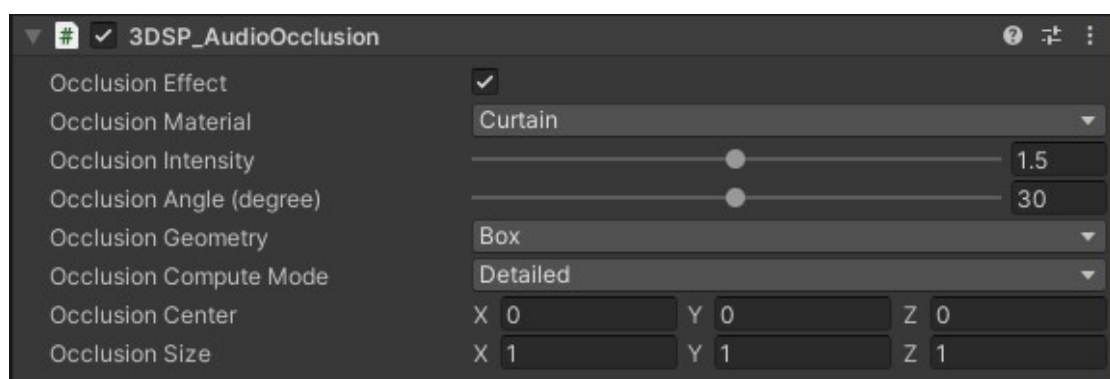 # 3DSP_AudioOcclusion ?
Occlusion Effect
Occlusion Material Curtain
Occlusion Intensity 1.5
Occlusion Angle (degree) 30
Occlusion Geometry Box
Occlusion Compute Mode Detailed
Occlusion Center X 0 Y 0 Z 0
Occlusion Size X 1 Y 1 Z 1